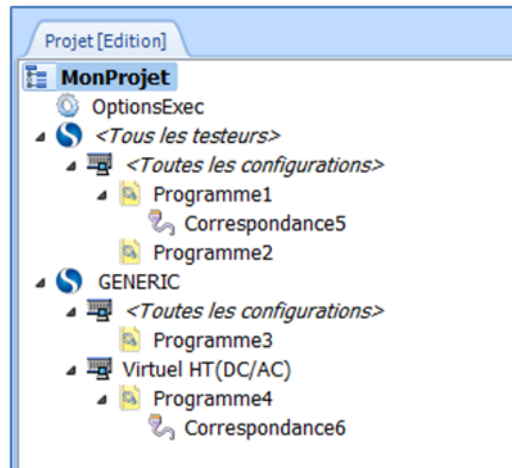 Projet [Edition]
MonProjet
OptionsExec
<Tous les testeurs>
<Toutes les configurations>
Programme1
Correspondance5
Programme2
GENERIC
<Toutes les configurations>
Programme3
Virtuel HT(DC/AC)
Programme4
Correspondance6